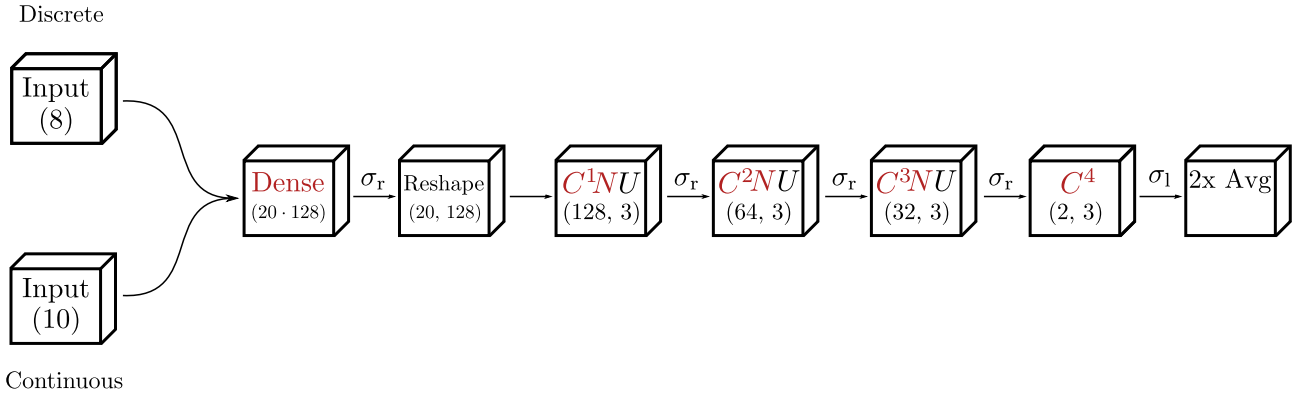 Discrete
Input
(8)
Input
(10)
Continuous
Dense
(20 · 128)
σr
Reshape
(20, 128)
C¹NU
(128, 3)
σr
C²NU
(64, 3)
σr
C³NU
(32, 3)
σr
C⁴
(2, 3)
σl
2x Avg